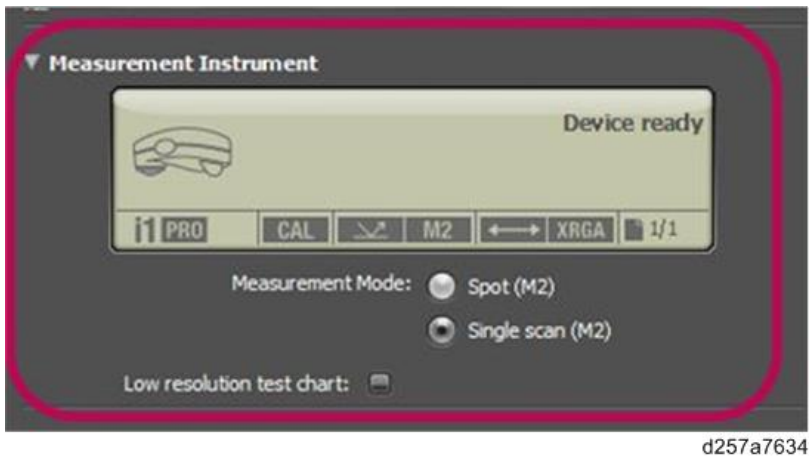 Measurement Instrument
Device ready
i1 PRO CAL M2 XRGA 1/1
Measurement Mode: Spot (M2)
Single scan (M2)
Low resolution test chart:
d257a7634